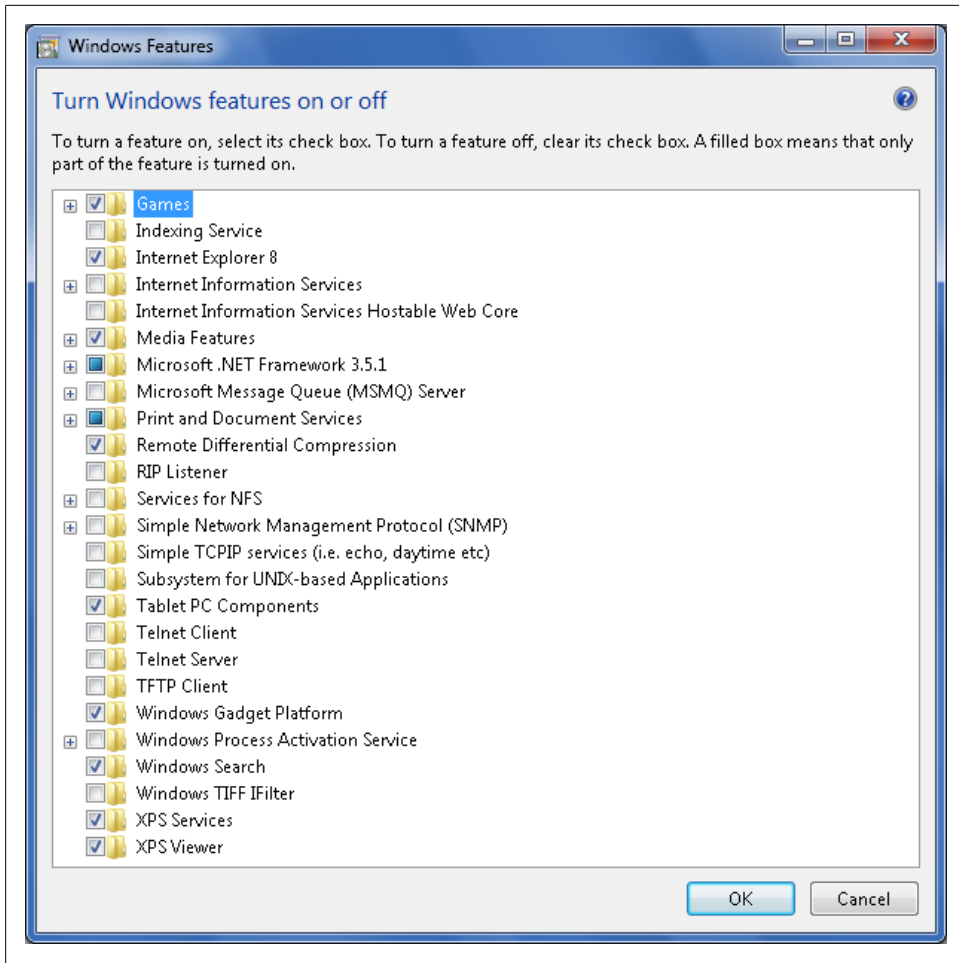 Windows Features
Turn Windows features on or off
To turn a feature on, select its check box. To turn a feature off, clear its check box. A filled box means that only
part of the feature is turned on.
Games
Indexing Service
Internet Explorer 8
Internet Information Services
Internet Information Services Hostable Web Core
Media Features
Microsoft .NET Framework 3.5.1
Microsoft Message Queue (MSMQ) Server
Print and Document Services
Remote Differential Compression
RIP Listener
Services for NFS
Simple Network Management Protocol (SNMP)
Simple TCPIP services (i.e. echo, daytime etc)
Subsystem for UNIX-based Applications
Tablet PC Components
Telnet Client
Telnet Server
TFTP Client
Windows Gadget Platform
Windows Process Activation Service
Windows Search
Windows TIFF IFilter
XPS Services
XPS Viewer
OK Cancel